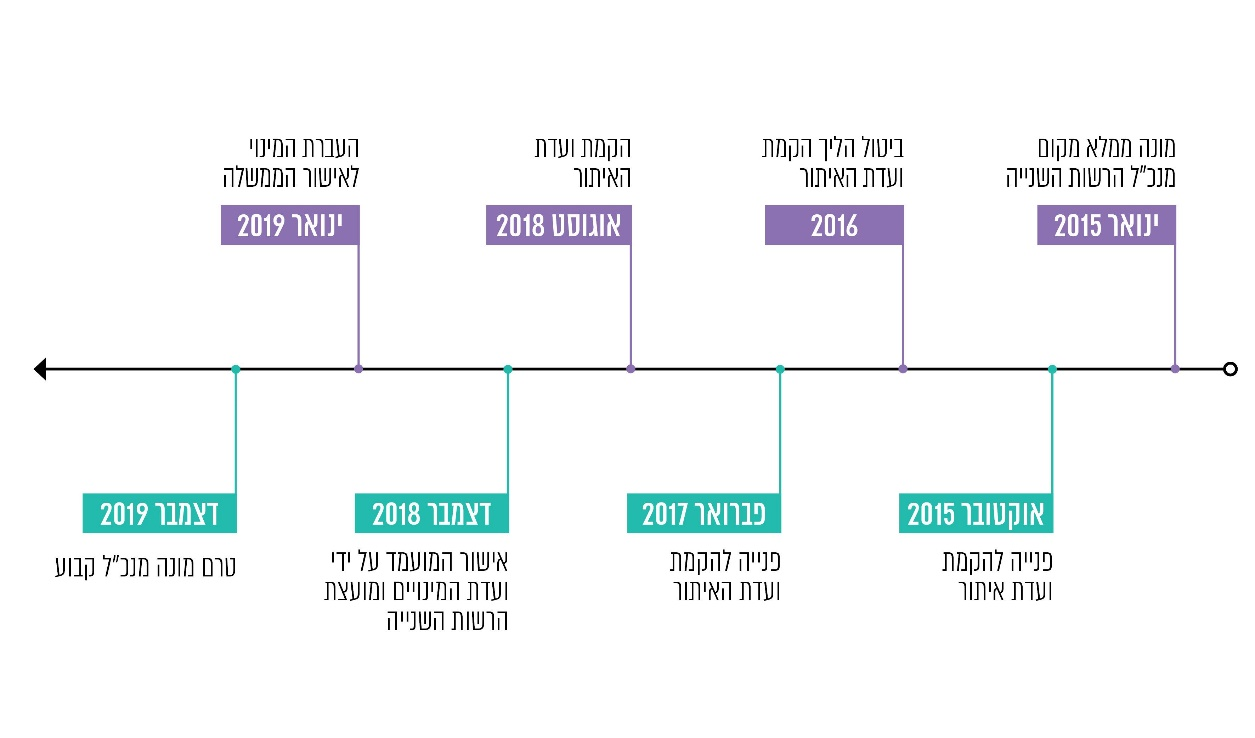 מונה ממלא מקום
מנכ"ל הרשות השנייה
ינואר 2015
אוקטובר 2015
פנייה להקמת
ועדת איתור
ביטול הליך הקמת
ועדת האיתור
2016
פברואר 2017
פנייה להקמת
ועדת האיתור
הקמת ועדת
האיתור
אוגוסט 2018
דצמבר 2018
אישור המועמד על ידי
ועדת המינויים ומועצת
הרשות השנייה
העברת המינוי
לאישור הממשלה
ינואר 2019
דצמבר 2019
טרם מונה מנכ"ל קבוע